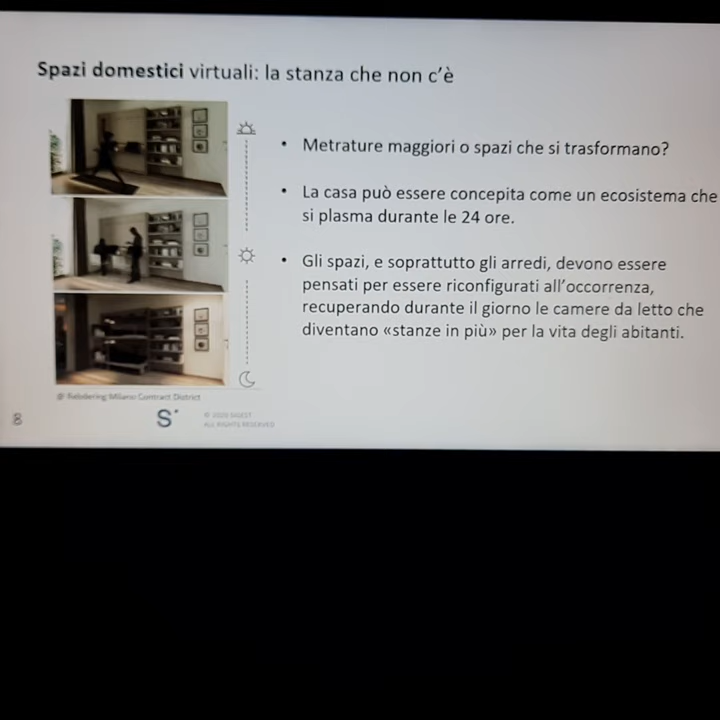 Spazi domestici virtuali: la stanza che non c'è
• Metrature maggiori o spazi che si trasformano?
• La casa può essere concepita come un ecosistema che
si plasma durante le 24 ore.
• Gli spazi, e soprattutto gli arredi, devono essere
pensati per essere riconfigurati all'occorrenza,
recuperando durante il giorno le camere da letto che
diventano «stanze in più» per la vita degli abitanti.
@ Rendering Milano Contract District
8
S'
© 2020 SIGEST
ALL RIGHTS RESERVED